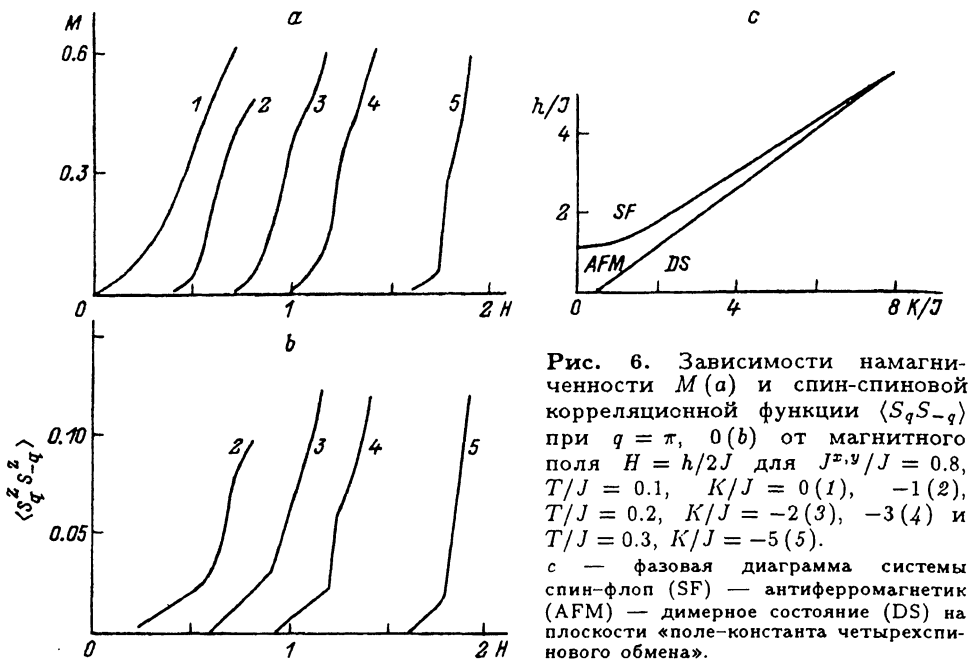 a
M
0.6
0.3
0
1
2 H
1
2
3
4
5
b
⟨S^z_q S^z_{-q}⟩
0.10
0.05
0
1
2 H
2
3
4
5
c
h/J
4
2
0
4
8 K/J
SF
AFM
DS
Рис. 6. Зависимости намагни-
ченности M (a) и спин-спиновой
корреляционной функции ⟨S_qS_{-q}⟩
при q = π, 0 (b) от магнитного
поля H = h/2J для J^{x,y}/J = 0.8,
T/J = 0.1, K/J = 0 (1), −1 (2),
T/J = 0.2, K/J = −2 (3), −3 (4) и
T/J = 0.3, K/J = −5 (5).
c — фазовая диаграмма системы
спин-флоп (SF) — антиферромагнетик
(AFM) — димерное состояние (DS) на
плоскости «поле-константа четырехспи-
нового обмена».